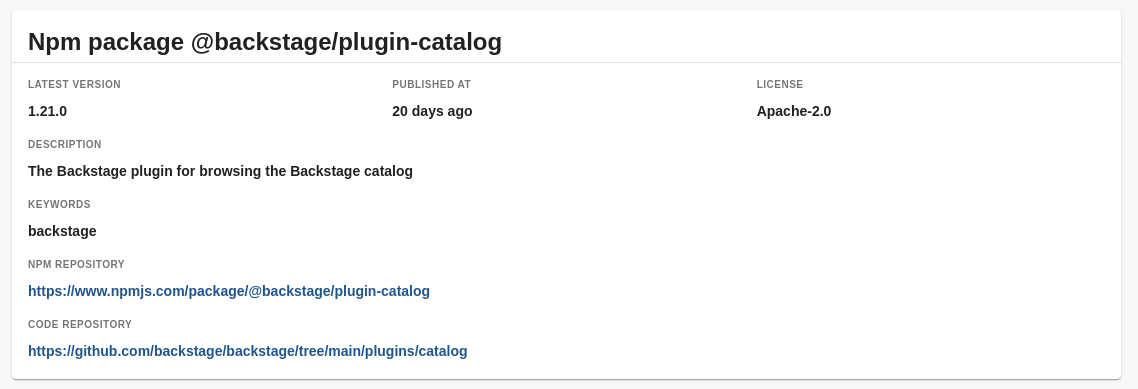 Npm package @backstage/plugin-catalog
LATEST VERSION
PUBLISHED AT
LICENSE
1.21.0
20 days ago
Apache-2.0
DESCRIPTION
The Backstage plugin for browsing the Backstage catalog
KEYWORDS
backstage
NPM REPOSITORY
https://www.npmjs.com/package/@backstage/plugin-catalog
CODE REPOSITORY
https://github.com/backstage/backstage/tree/main/plugins/catalog